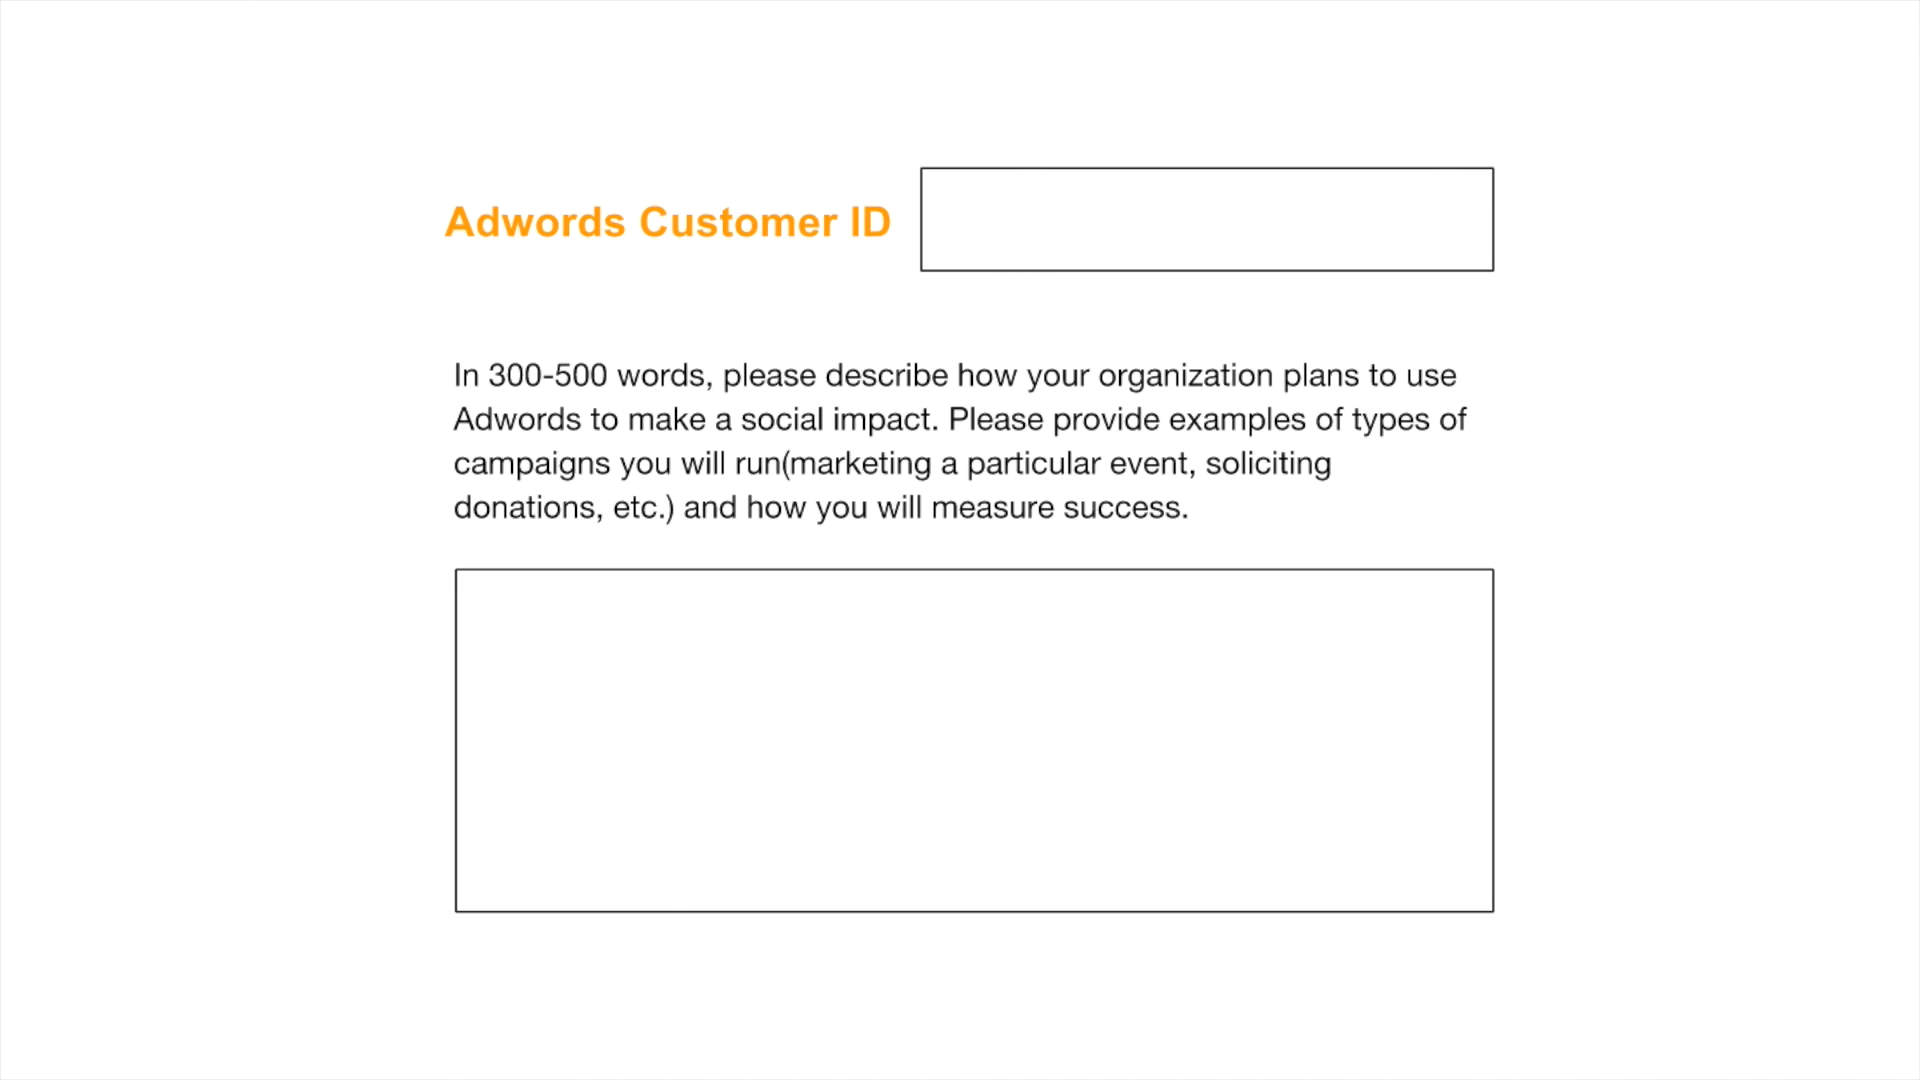 Adwords Customer ID
In 300-500 words, please describe how your organization plans to use
Adwords to make a social impact. Please provide examples of types of
campaigns you will run(marketing a particular event, soliciting
donations, etc.) and how you will measure success.